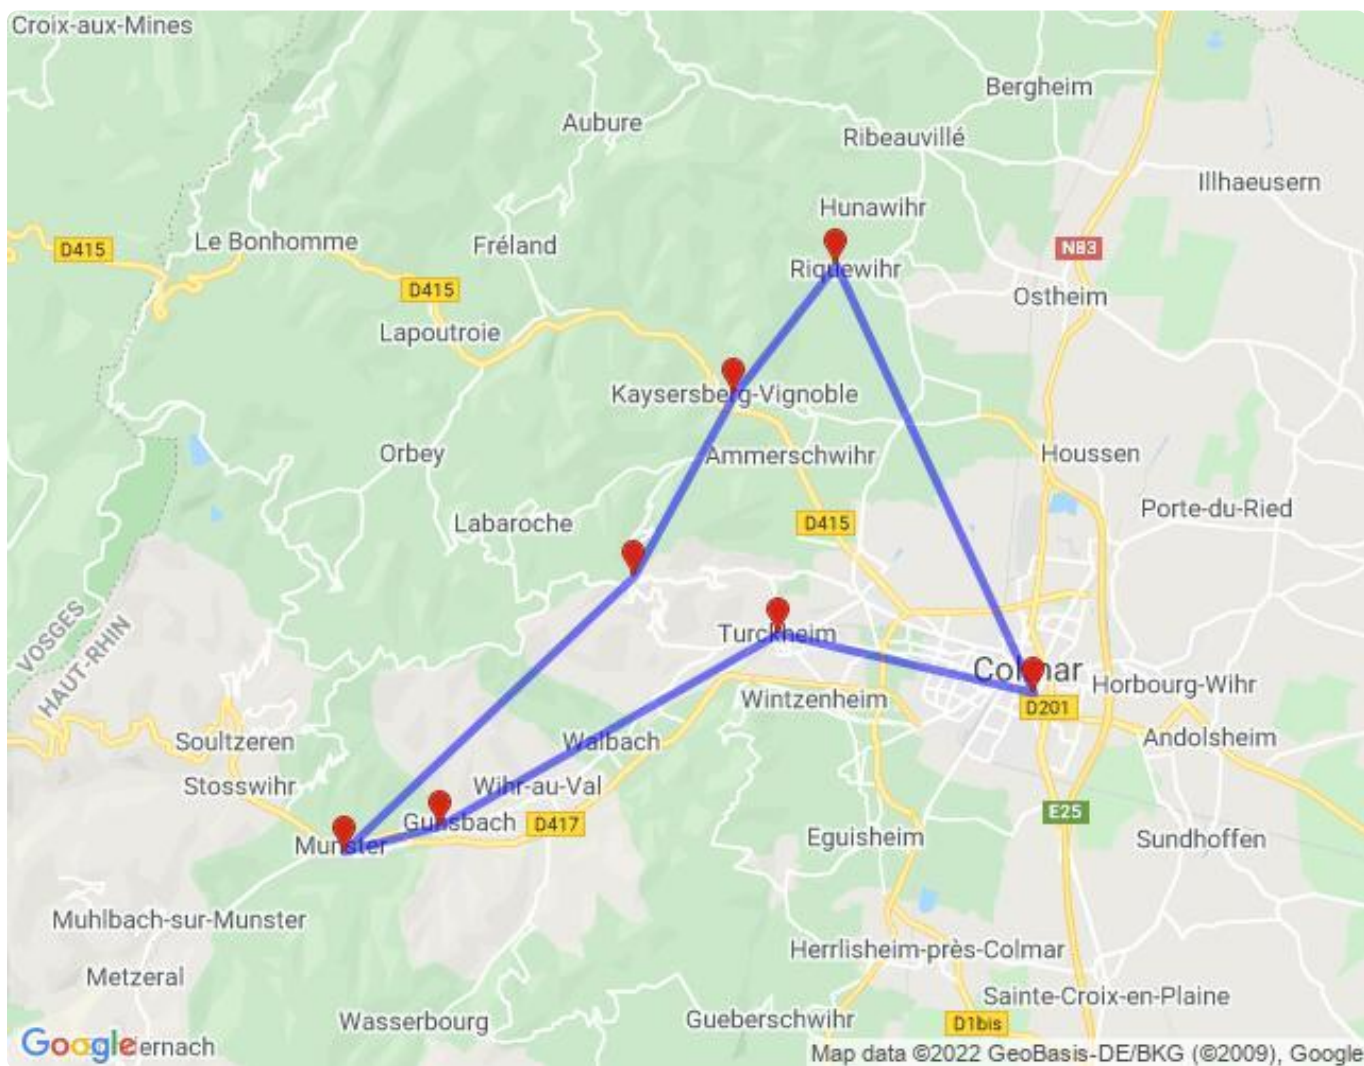 Croix-aux-Mines
Bergheim
Aubure
Ribeauvillé
Illhaeusern
Hunawihr
Le Bonhomme
Fréland
D415
N83
Riquewihr
D415
Ostheim
Lapoutroie
Kaysersberg-Vignoble
Orbey
Ammerschwihr
Houssen
Labaroche
D415
Porte-du-Ried
VOSGES
HAUT-RHIN
Turckheim
Colmar
Horbourg-Wihr
Wintzenheim
D201
Soultzeren
Walbach
Andolsheim
Stosswihr
Wihr-au-Val
Gunsbach
D417
E25
Munster
Eguisheim
Sundhoffen
Muhlbach-sur-Munster
Herrlisheim-près-Colmar
Metzeral
Sainte-Croix-en-Plaine
Wasserbourg
Gueberschwihr
D1bis
Google
Map data ©2022 GeoBasis-DE/BKG (©2009), Google